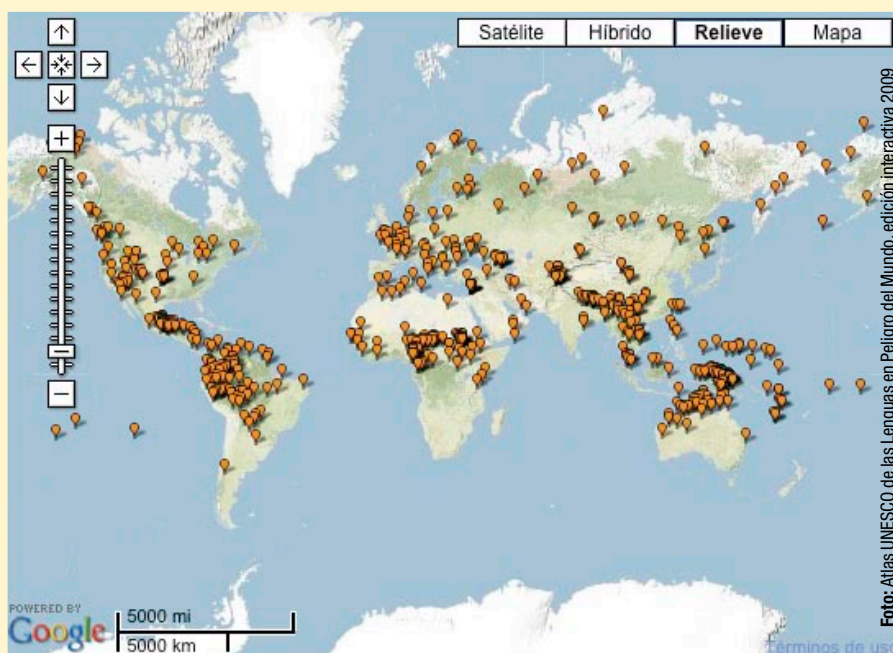 Satélite
Híbrido
Relieve
Mapa
Foto: Atlas UNESCO de las Lenguas en Peligro del Mundo, edición interactiva 2009
POWERED BY
Google
5000 mi
5000 km
Términos de uso